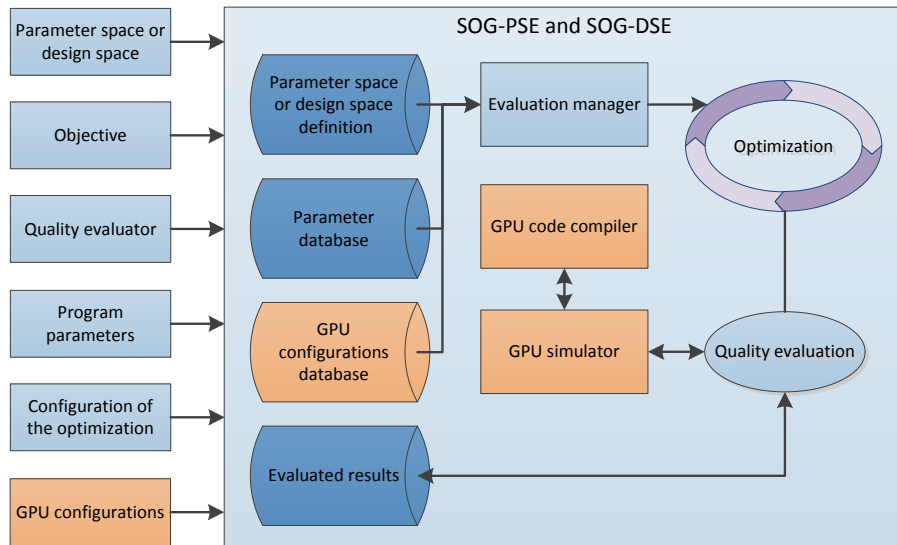 SOG-PSE and SOG-DSE
Parameter space or
design space
Objective
Quality evaluator
Program
parameters
Configuration of
the optimization
GPU configurations
Parameter space
or design space
definition
Parameter
database
GPU
configurations
database
Evaluated results
Evaluation manager
GPU code compiler
GPU simulator
Optimization
Quality evaluation